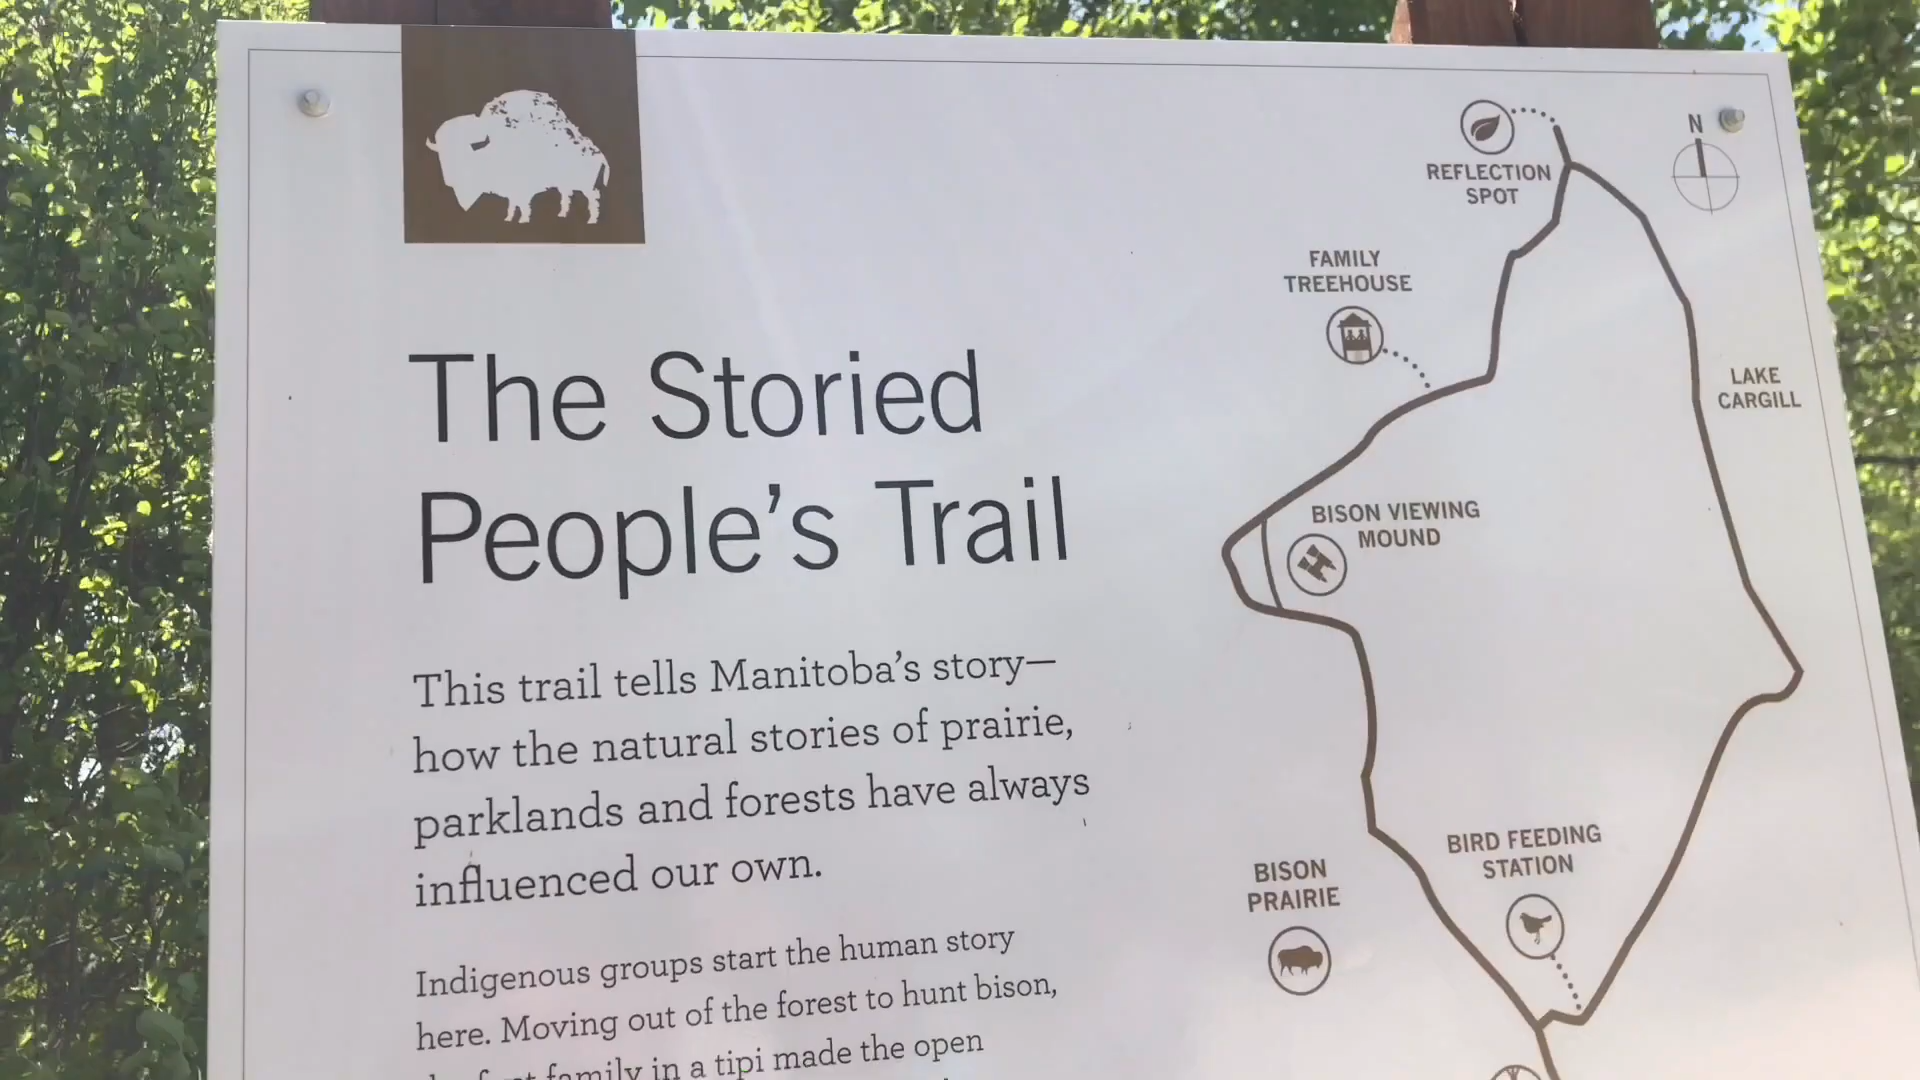 The Storied
People's Trail
This trail tells Manitoba's story—
how the natural stories of prairie,
parklands and forests have always
influenced our own.
Indigenous groups start the human story
here. Moving out of the forest to hunt bison,
family in a tipi made the open
N
REFLECTION
SPOT
FAMILY
TREEHOUSE
LAKE
CARGILL
BISON VIEWING
MOUND
BIRD FEEDING
STATION
BISON
PRAIRIE